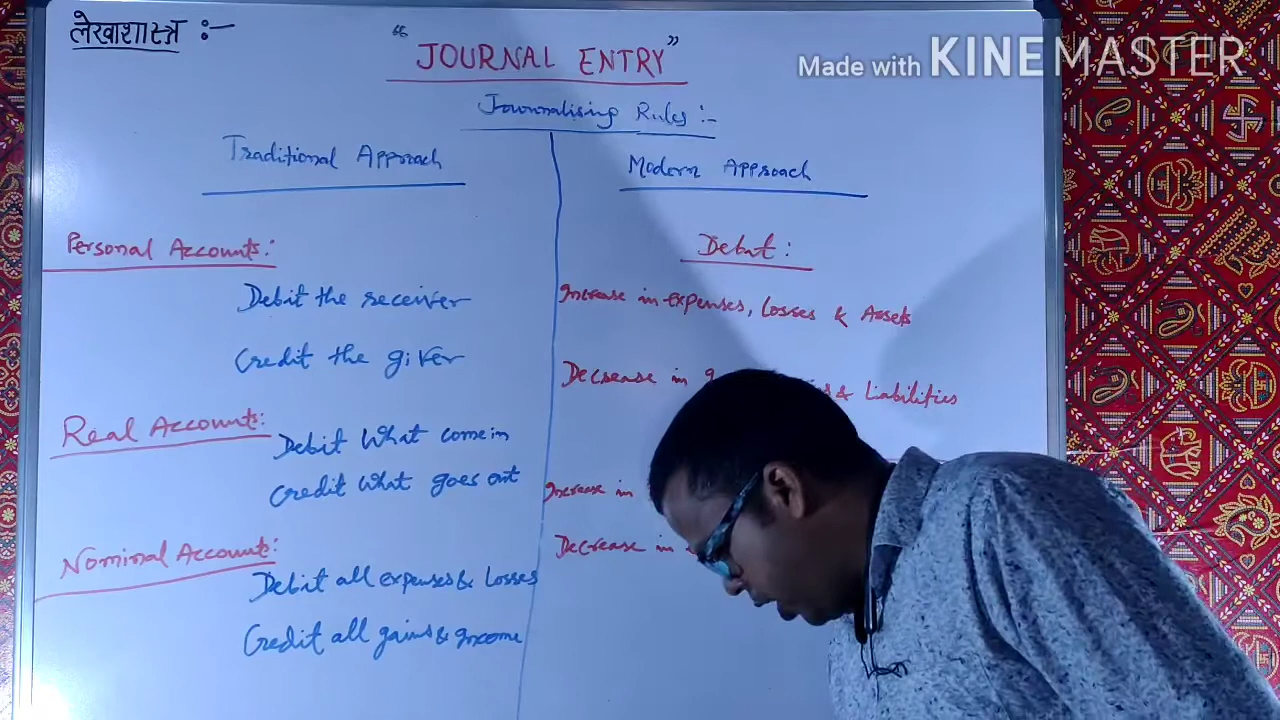 लेखाशास्त्र :-
"JOURNAL ENTRY"
Made with KINEMASTER
Journalising Rules :-
Traditional Approach
Personal Accounts:
Debit the receiver
Credit the giver
Real Accounts:
Debit What come in
Credit What goes out
Nominal Accounts:
Debit all expenses & Losses
Credit all gains & Income
Modern Approach
Debit:
Increase in expenses, Losses & Assets
Decrease in & Liabilities
Increase in
Decrease in